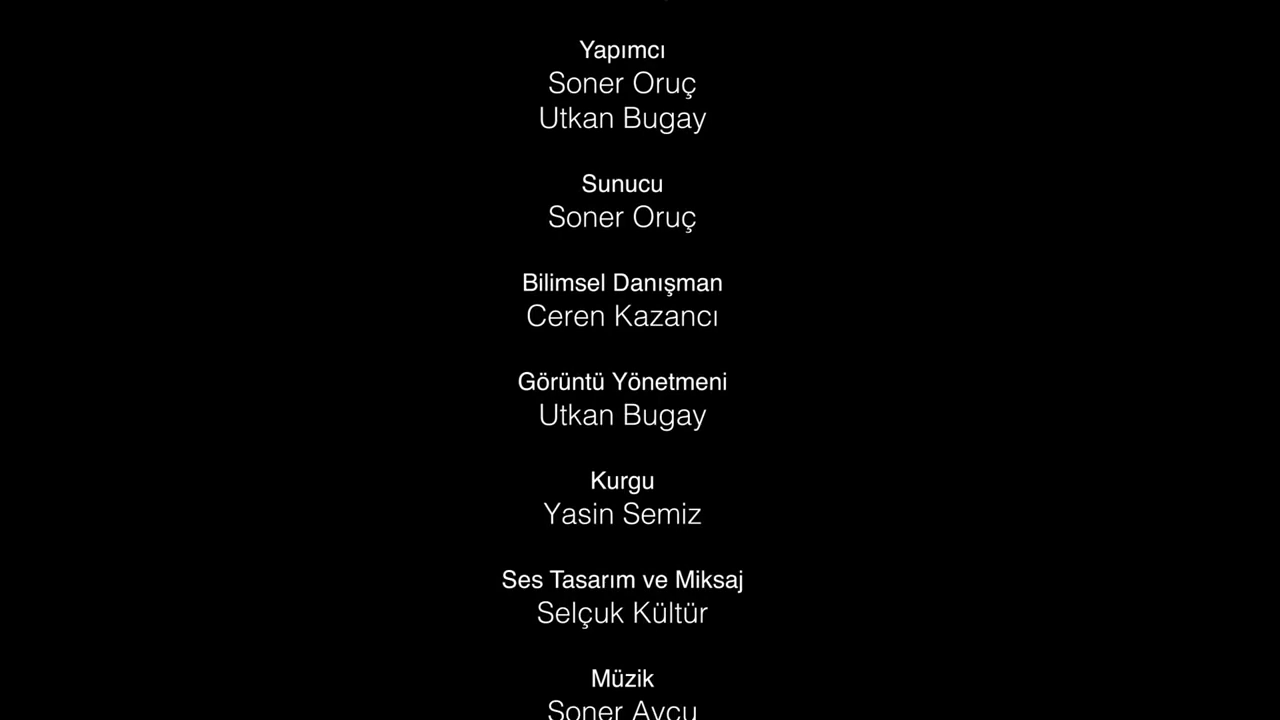 Yapımcı
Soner Oruç
Utkan Bugay
Sunucu
Soner Oruç
Bilimsel Danışman
Ceren Kazancı
Görüntü Yönetmeni
Utkan Bugay
Kurgu
Yasin Semiz
Ses Tasarım ve Miksaj
Selçuk Kültür
Müzik
Soner Avcu